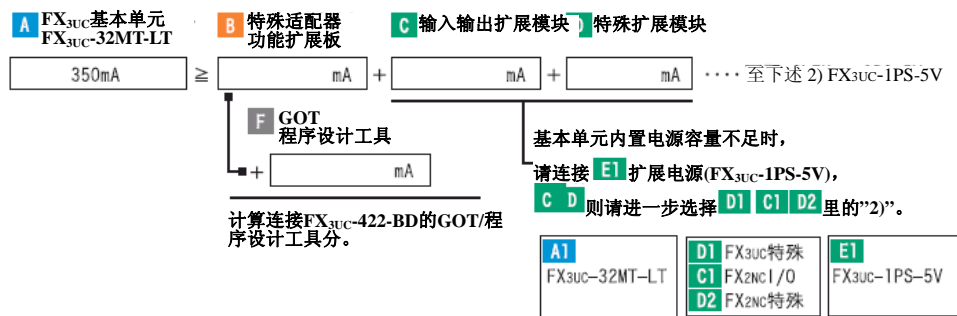 A FX3UC基本单元
FX3UC-32MT-LT
B 特殊适配器
功能扩展板
C 输入输出扩展模块
D 特殊扩展模块
350mA ≧ mA + mA + mA ···· 至下述 2) FX3UC-1PS-5V
F GOT
程序设计工具
+ mA
计算连接FX3UC-422-BD的GOT/程
序设计工具分。
基本单元内置电源容量不足时，
请连接 E1 扩展电源(FX3UC-1PS-5V)，
C D 则请进一步选择 D1 C1 D2 里的”2)”。
A1
FX3UC-32MT-LT
D1 FX3UC特殊
C1 FX2NCI/O
D2 FX2NC特殊
E1
FX3UC-1PS-5V